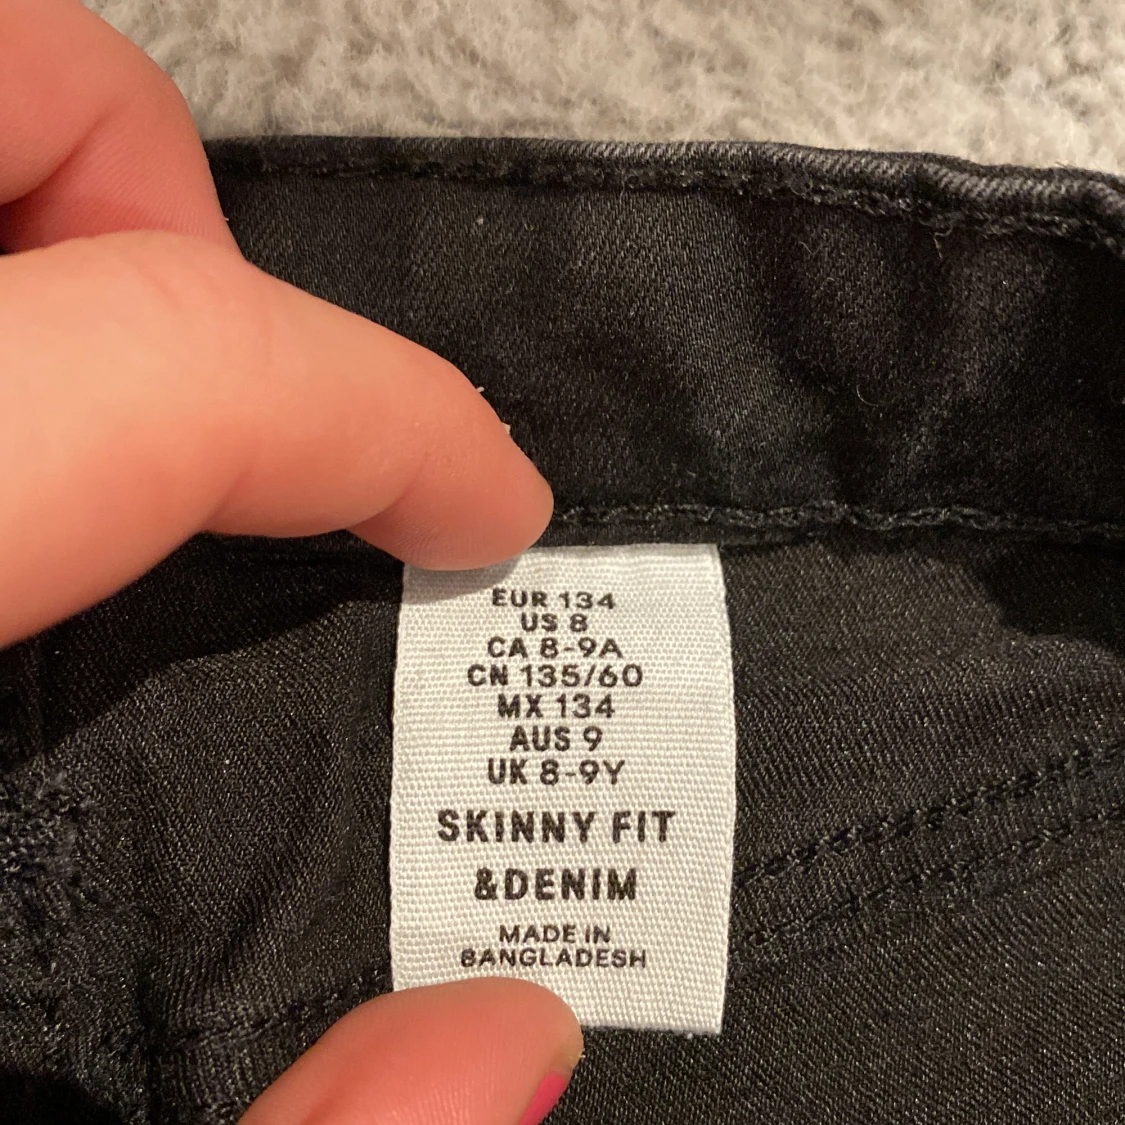 EUR 134
US 8
CA 8-9A
CN 135/60
MX 134
AUS 9
UK 8-9Y
SKINNY FIT
&DENIM
MADE IN
BANGLADESH